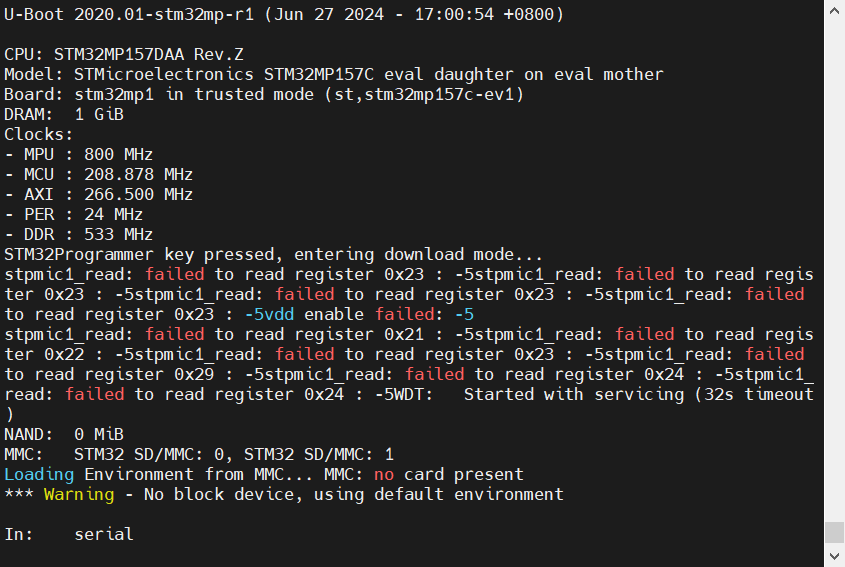 U-Boot 2020.01-stm32mp-r1 (Jun 27 2024 - 17:00:54 +0800)
CPU: STM32MP157DAA Rev.Z
Model: STMicroelectronics STM32MP157C eval daughter on eval mother
Board: stm32mp1 in trusted mode (st,stm32mp157c-ev1)
DRAM:  1 GiB
Clocks:
- MPU : 800 MHz
- MCU : 208.878 MHz
- AXI : 266.500 MHz
- PER : 24 MHz
- DDR : 533 MHz
STM32Programmer key pressed, entering download mode...
stpmic1_read: failed to read register 0x23 : -5stpmic1_read: failed to read regis
ter 0x23 : -5stpmic1_read: failed to read register 0x23 : -5stpmic1_read: failed
to read register 0x23 : -5vdd enable failed: -5
stpmic1_read: failed to read register 0x21 : -5stpmic1_read: failed to read regis
ter 0x22 : -5stpmic1_read: failed to read register 0x23 : -5stpmic1_read: failed
to read register 0x29 : -5stpmic1_read: failed to read register 0x24 : -5stpmic1_
read: failed to read register 0x24 : -5WDT:   Started with servicing (32s timeout
)
NAND:  0 MiB
MMC:   STM32 SD/MMC: 0, STM32 SD/MMC: 1
Loading Environment from MMC... MMC: no card present
*** Warning - No block device, using default environment
In:    serial